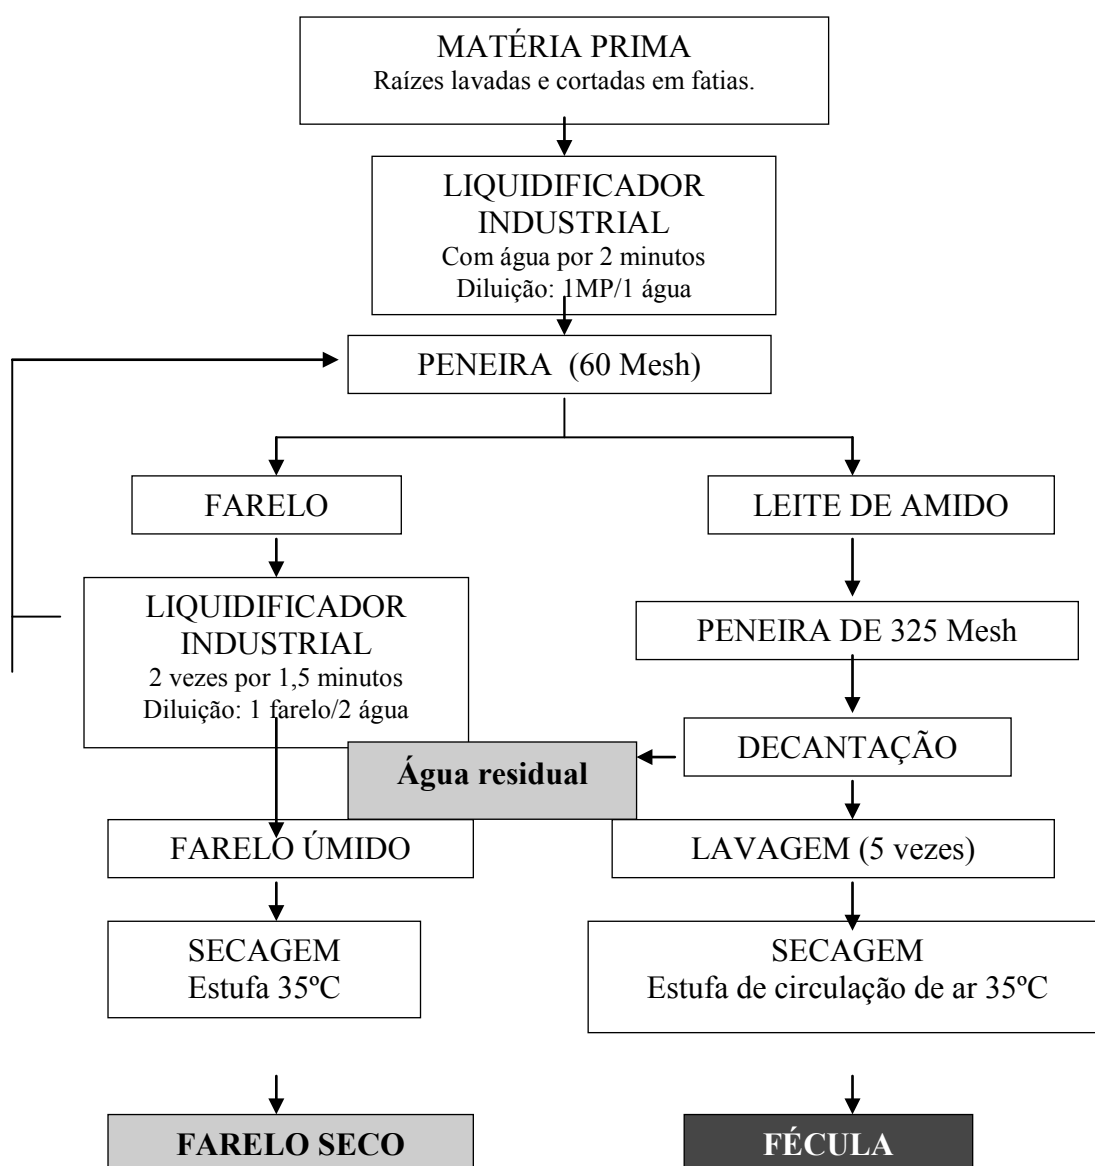 MATÉRIA PRIMA
Raízes lavadas e cortadas em fatias.
LIQUIDIFICADOR
INDUSTRIAL
Com água por 2 minutos
Diluição: 1MP/1 água
PENEIRA (60 Mesh)
FARELO
LEITE DE AMIDO
LIQUIDIFICADOR
INDUSTRIAL
2 vezes por 1,5 minutos
Diluição: 1 farelo/2 água
PENEIRA DE 325 Mesh
DECANTAÇÃO
Água residual
FARELO ÚMIDO
LAVAGEM (5 vezes)
SECAGEM
Estufa 35ºC
SECAGEM
Estufa de circulação de ar 35ºC
FARELO SECO
FÉCULA